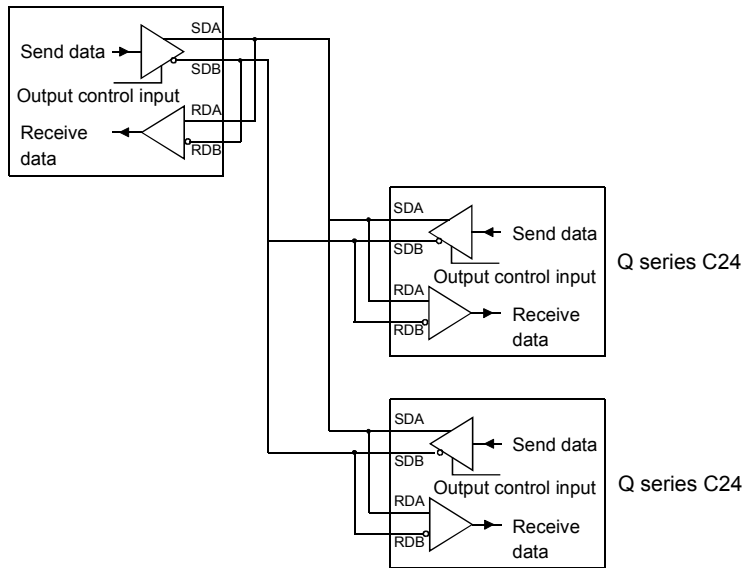 SDA
Send data
SDB
Output control input
RDA
Receive
data
RDB
SDA
Send data
SDB
Output control input
RDA
Receive
data
RDB
Q series C24
SDA
Send data
SDB
Output control input
RDA
Receive
data
RDB
Q series C24